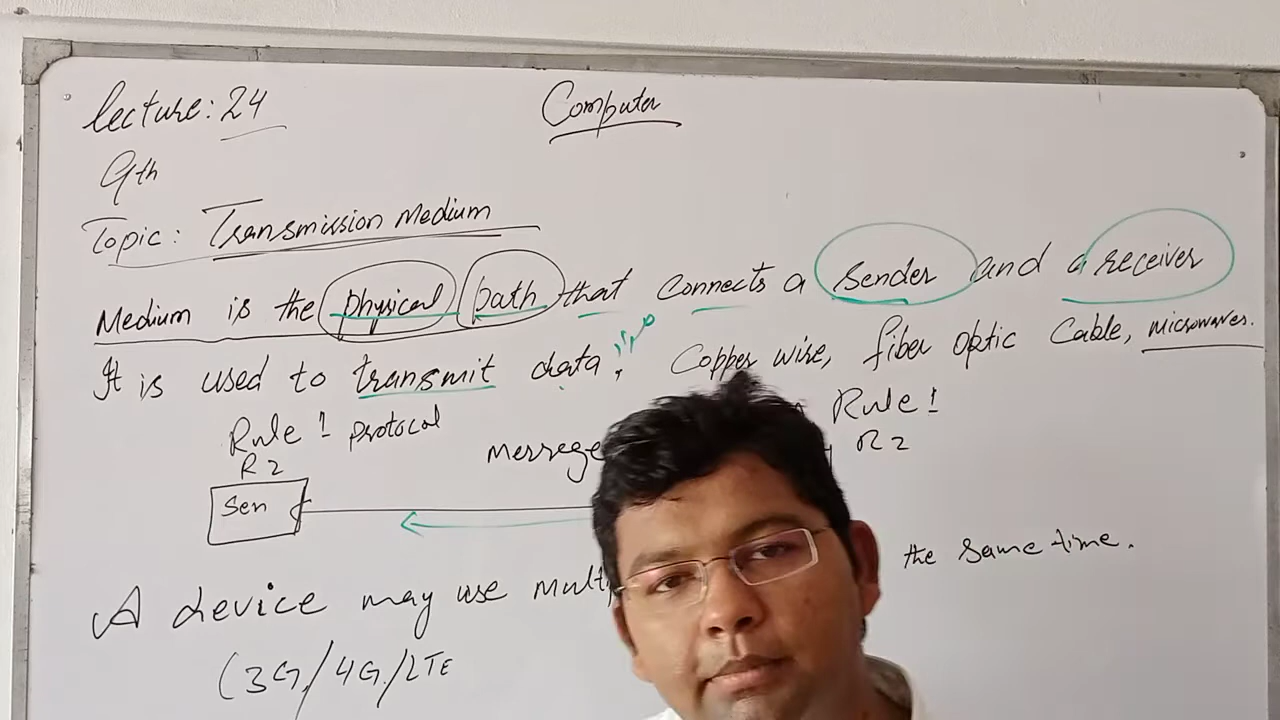 Lecture: 24
Computer
9th
Topic: Transmission Medium
Medium is the physical path that connects a sender and a receiver
It is used to transmit data, Copper wire, fiber optic Cable, microwaves.
Rule 1 protocol
Rule 1
R2
message
R2
Sen
A device may use the same time.
(3G/4G/LTE